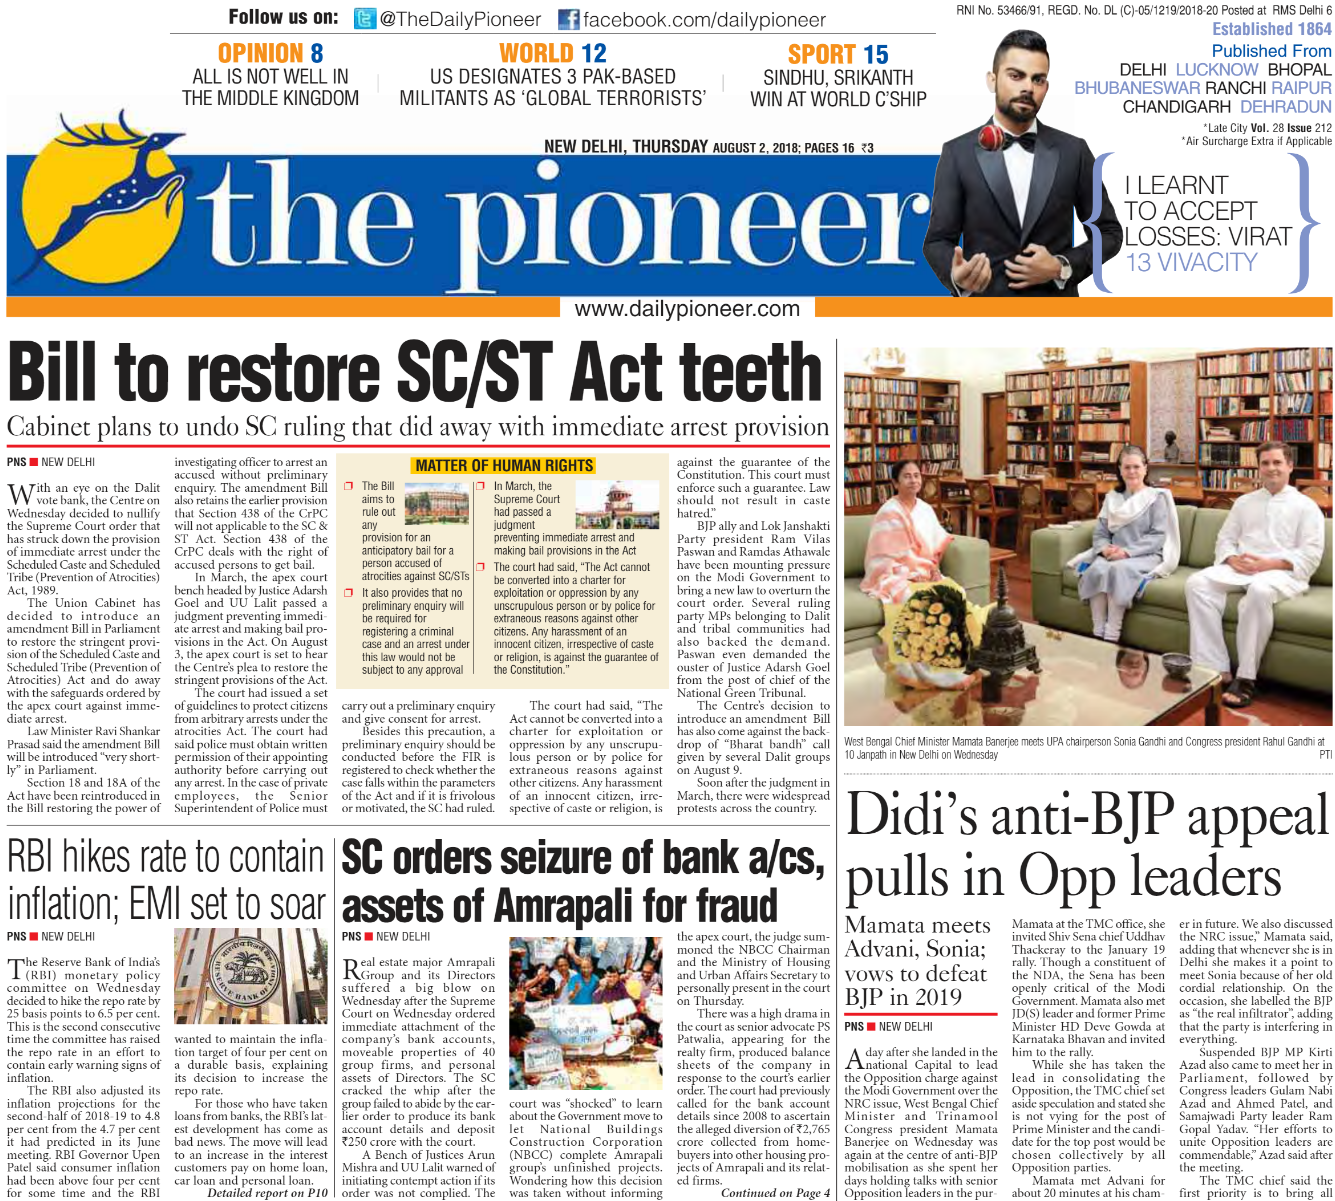 Follow us on: @TheDailyPioneer facebook.com/dailypioneer
RNI No. 53466/91, REGD. No. DL (C)-05/1219/2018-20 Posted at RMS Delhi 6
Established 1864
Published From
DELHI LUCKNOW BHOPAL
BHUBANESWAR RANCHI RAIPUR
CHANDIGARH DEHRADUN
*Late City Vol. 28 Issue 212
*Air Surcharge Extra if Applicable
OPINION 8
ALL IS NOT WELL IN
THE MIDDLE KINGDOM
WORLD 12
US DESIGNATES 3 PAK-BASED
MILITANTS AS ‘GLOBAL TERRORISTS’
SPORT 15
SINDHU, SRIKANTH
WIN AT WORLD C’SHIP
NEW DELHI, THURSDAY AUGUST 2, 2018; PAGES 16 ₹3
the pioneer
I LEARNT
TO ACCEPT
LOSSES: VIRAT
13 VIVACITY
www.dailypioneer.com
Bill to restore SC/ST Act teeth
Cabinet plans to undo SC ruling that did away with immediate arrest provision
PNS NEW DELHI
With an eye on the Dalit
vote bank, the Centre on
Wednesday decided to nullify
the Supreme Court order that
has struck down the provision
of immediate arrest under the
Scheduled Caste and Scheduled
Tribe (Prevention of Atrocities)
Act, 1989.
The Union Cabinet has
decided to introduce an
amendment Bill in Parliament
to restore the stringent provi-
sion of the Scheduled Caste and
Scheduled Tribe (Prevention of
Atrocities) Act and do away
with the safeguards ordered by
the apex court against imme-
diate arrest.
Law Minister Ravi Shankar
Prasad said the amendment Bill
will be introduced “very short-
ly” in Parliament.
Section 18 and 18A of the
Act have been reintroduced in
the Bill restoring the power of
investigating officer to arrest an
accused without preliminary
enquiry. The amendment Bill
also retains the earlier provision
that Section 438 of the CrPC
will not applicable to the SC &
ST Act. Section 438 of the
CrPC deals with the right of
accused persons to get bail.
In March, the apex court
bench headed by Justice Adarsh
Goel and UU Lalit passed a
judgment preventing immedi-
ate arrest and making bail pro-
visions in the Act. On August
3, the apex court is set to hear
the Centre’s plea to restore the
stringent provisions of the Act.
The court had issued a set
of guidelines to protect citizens
from arbitrary arrests under the
atrocities Act. The court had
said police must obtain written
permission of their appointing
authority before carrying out
any arrest. In the case of private
employees, the Senior
Superintendent of Police must
MATTER OF HUMAN RIGHTS
The Bill
aims to
rule out
any
provision for an
anticipatory bail for a
person accused of
atrocities against SC/STs
It also provides that no
preliminary enquiry will
be required for
registering a criminal
case and an arrest under
this law would not be
subject to any approval
In March, the
Supreme Court
had passed a
judgment
preventing immediate arrest and
making bail provisions in the Act
The court had said, “The Act cannot
be converted into a charter for
exploitation or oppression by any
unscrupulous person or by police for
extraneous reasons against other
citizens. Any harassment of an
innocent citizen, irrespective of caste
or religion, is against the guarantee of
the Constitution.”
carry out a preliminary enquiry
and give consent for arrest.
Besides this precaution, a
preliminary enquiry should be
conducted before the FIR is
registered to check whether the
case falls within the parameters
of the Act and if it is frivolous
or motivated, the SC had ruled.
The court had said, “The
Act cannot be converted into a
charter for exploitation or
oppression by any unscrupu-
lous person or by police for
extraneous reasons against
other citizens. Any harassment
of an innocent citizen, irre-
spective of caste or religion, is
against the guarantee of the
Constitution. This court must
enforce such a guarantee. Law
should not result in caste
hatred.”
BJP ally and Lok Janshakti
Party president Ram Vilas
Paswan and Ramdas Athawale
have been mounting pressure
on the Modi Government to
bring a new law to overturn the
court order. Several ruling
party MPs belonging to Dalit
and tribal communities had
also backed the demand.
Paswan even demanded the
ouster of Justice Adarsh Goel
from the post of chief of the
National Green Tribunal.
The Centre’s decision to
introduce an amendment Bill
has also come against the back-
drop of “Bharat bandh” call
given by several Dalit groups
on August 9.
Soon after the judgment in
March, there were widespread
protests across the country.
West Bengal Chief Minister Mamata Banerjee meets UPA chairperson Sonia Gandhi and Congress president Rahul Gandhi at
10 Janpath in New Delhi on Wednesday PTI
RBI hikes rate to contain
inflation; EMI set to soar
PNS NEW DELHI
The Reserve Bank of India’s
(RBI) monetary policy
committee on Wednesday
decided to hike the repo rate by
25 basis points to 6.5 per cent.
This is the second consecutive
time the committee has raised
the repo rate in an effort to
contain early warning signs of
inflation.
The RBI also adjusted its
inflation projections for the
second half of 2018-19 to 4.8
per cent from the 4.7 per cent
it had predicted in its June
meeting. RBI Governor Upen
Patel said consumer inflation
had been above four per cent
for some time and the RBI
भारतीय रिज़र्व बैंक
RESERVE BANK OF INDIA
wanted to maintain the infla-
tion target of four per cent on
a durable basis, explaining
its decision to increase the
repo rate.
For those who have taken
loans from banks, the RBI’s lat-
est development has come as
bad news. The move will lead
to an increase in the interest
customers pay on home loan,
car loan and personal loan.
Detailed report on P10
SC orders seizure of bank a/cs,
assets of Amrapali for fraud
PNS NEW DELHI
Real estate major Amrapali
Group and its Directors
suffered a big blow on
Wednesday after the Supreme
Court on Wednesday ordered
immediate attachment of the
company’s bank accounts,
moveable properties of 40
group firms, and personal
assets of Directors. The SC
cracked the whip after the
group failed to abide by the ear-
lier order to produce its bank
account details and deposit
₹250 crore with the court.
A Bench of Justices Arun
Mishra and UU Lalit warned of
initiating contempt action if its
order was not complied. The
court was “shocked” to learn
about the Government move to
let National Buildings
Construction Corporation
(NBCC) complete Amrapali
group’s unfinished projects.
Wondering how this decision
was taken without informing
the apex court, the judge sum-
moned the NBCC Chairman
and the Ministry of Housing
and Urban Affairs Secretary to
personally present in the court
on Thursday.
There was a high drama in
the court as senior advocate PS
Patwalia, appearing for the
realty firm, produced balance
sheets of the company in
response to the court’s earlier
order. The court had previously
called for the bank account
details since 2008 to ascertain
the alleged diversion of ₹2,765
crore collected from home-
buyers into other housing pro-
jects of Amrapali and its relat-
ed firms.
Continued on Page 4
Didi’s anti-BJP appeal
pulls in Opp leaders
Mamata meets
Advani, Sonia;
vows to defeat
BJP in 2019
PNS NEW DELHI
A day after she landed in the
national Capital to lead
the Opposition charge against
the Modi Government over the
NRC issue, West Bengal Chief
Minister and Trinamool
Congress president Mamata
Banerjee on Wednesday was
again at the centre of anti-BJP
mobilisation as she spent her
days holding talks with senior
Opposition leaders in the pur-
Mamata at the TMC office, she
invited Shiv Sena chief Uddhav
Thackeray to the January 19
rally. Though a constituent of
the NDA, the Sena has been
openly critical of the Modi
Government. Mamata also met
JD(S) leader and former Prime
Minister HD Deve Gowda at
Karnataka Bhavan and invited
him to the rally.
While she has taken the
lead in consolidating the
Opposition, the TMC chief set
aside speculation and stated she
is not vying for the post of
Prime Minister and the candi-
date for the top post would be
chosen collectively by all
Opposition parties.
Mamata met Advani for
about 20 minutes at his cham-
er in future. We also discussed
the NRC issue,” Mamata said,
adding that whenever she is in
Delhi she makes it a point to
meet Sonia because of her old
cordial relationship. On the
occasion, she labelled the BJP
as “the real infiltrator”, adding
that the party is interfering in
everything.
Suspended BJP MP Kirti
Azad also came to meet her in
Parliament, followed by
Congress leaders Gulam Nabi
Azad and Ahmed Patel, and
Samajwadi Party leader Ram
Gopal Yadav. “Her efforts to
unite Opposition leaders are
commendable,” Azad said after
the meeting.
The TMC chief said the
first priority is to bring all